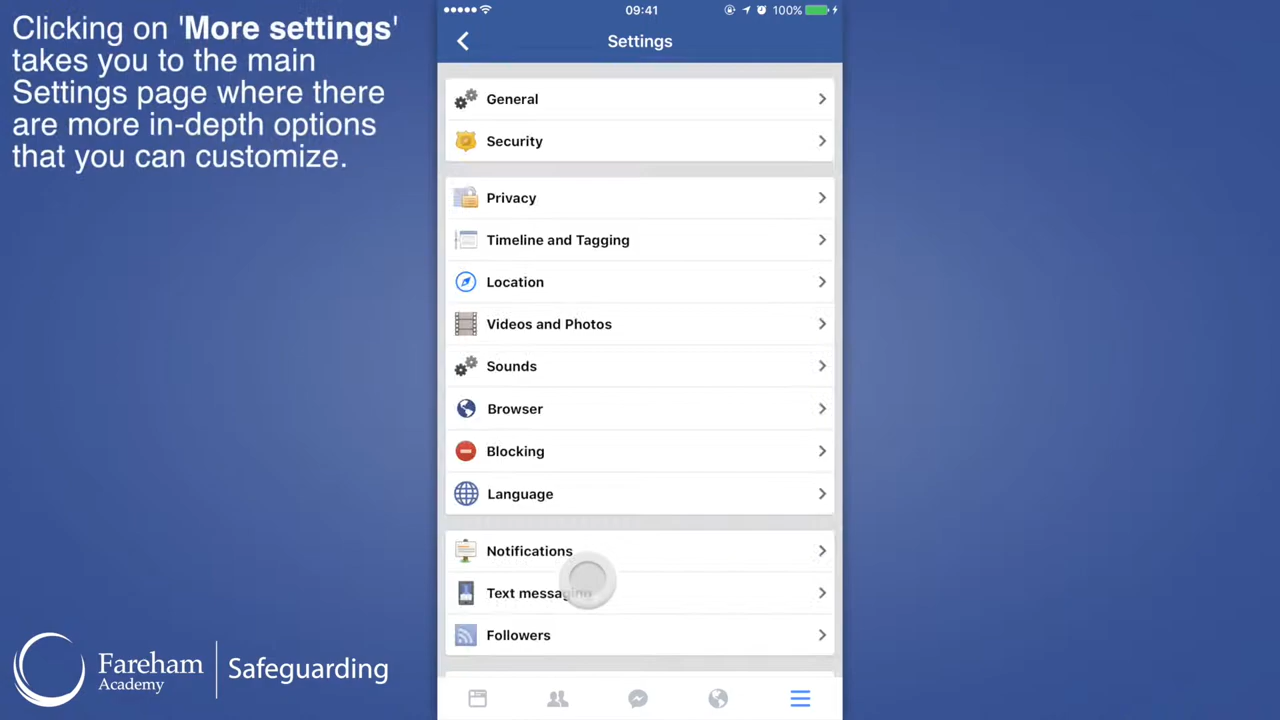 Clicking on 'More settings'
takes you to the main
Settings page where there
are more in-depth options
that you can customize.
09:41
100%
Settings
General
Security
Privacy
Timeline and Tagging
Location
Videos and Photos
Sounds
Browser
Blocking
Language
Notifications
Text messaging
Followers
Fareham
Academy
Safeguarding